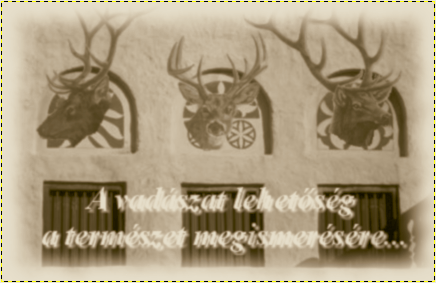 A vadászat lehetőség
a természet megismerésére...